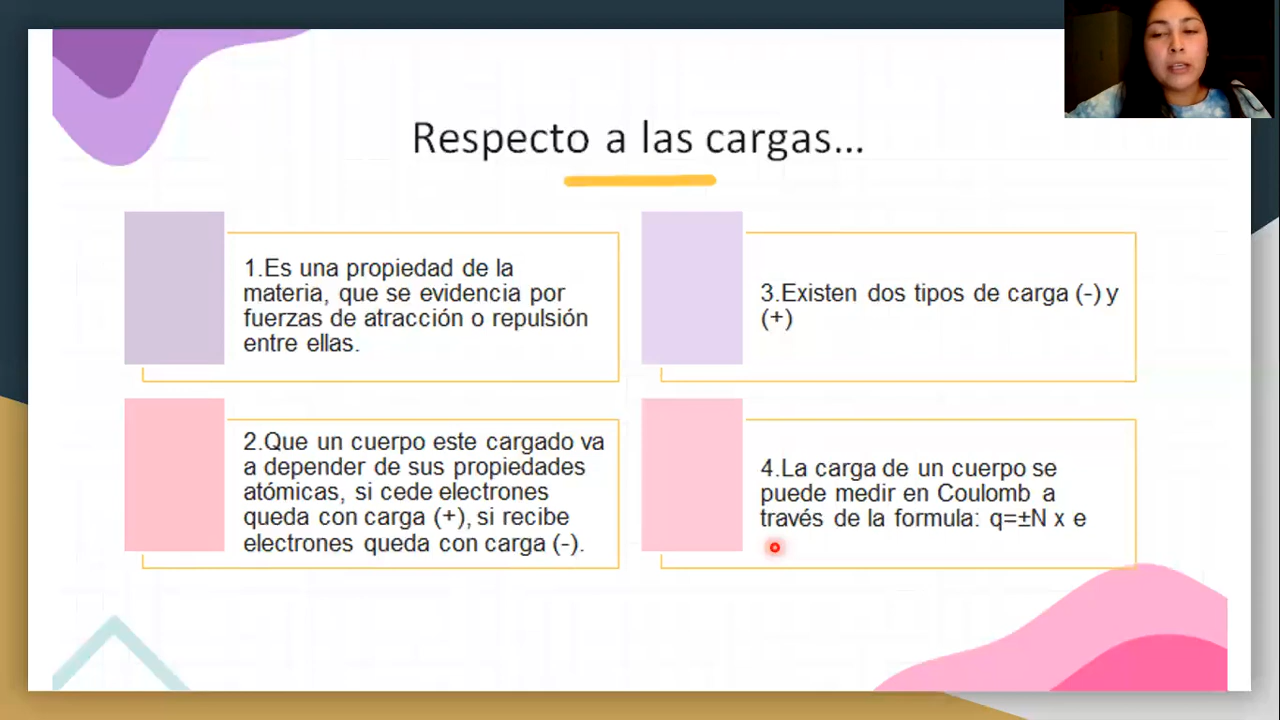 Respecto a las cargas...
1.Es una propiedad de la
materia, que se evidencia por
fuerzas de atracción o repulsión
entre ellas.
2.Que un cuerpo este cargado va
a depender de sus propiedades
atómicas, si cede electrones
queda con carga (+), si recibe
electrones queda con carga (-).
3.Existen dos tipos de carga (-) y
(+)
4.La carga de un cuerpo se
puede medir en Coulomb a
través de la formula: q=±N x e